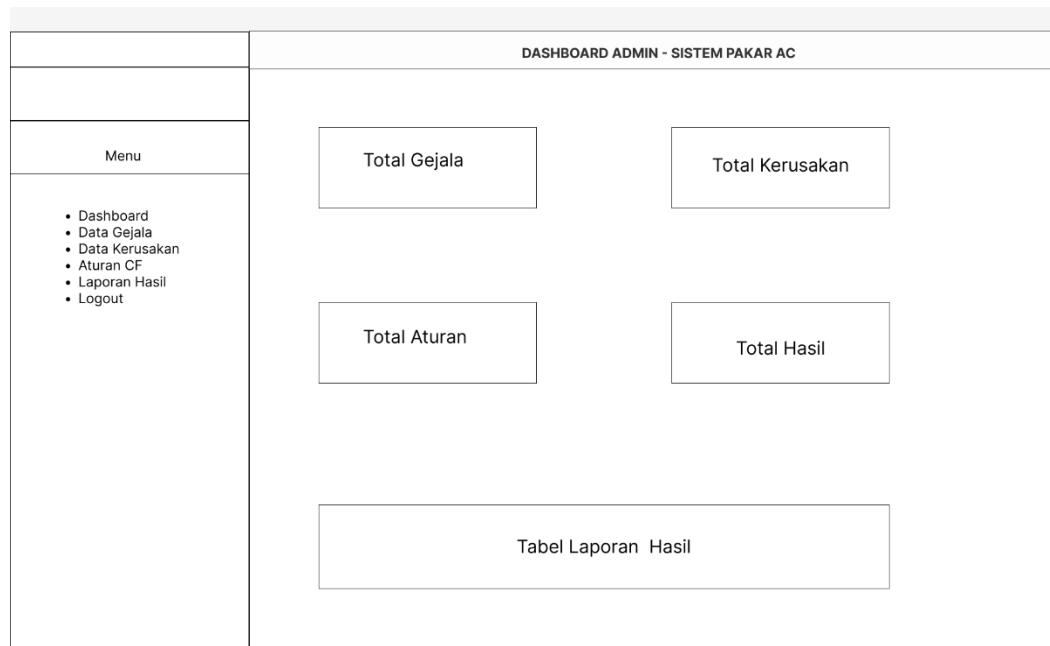 DASHBOARD ADMIN - SISTEM PAKAR AC
Menu
• Dashboard
• Data Gejala
• Data Kerusakan
• Aturan CF
• Laporan Hasil
• Logout
Total Gejala
Total Kerusakan
Total Aturan
Total Hasil
Tabel Laporan  Hasil